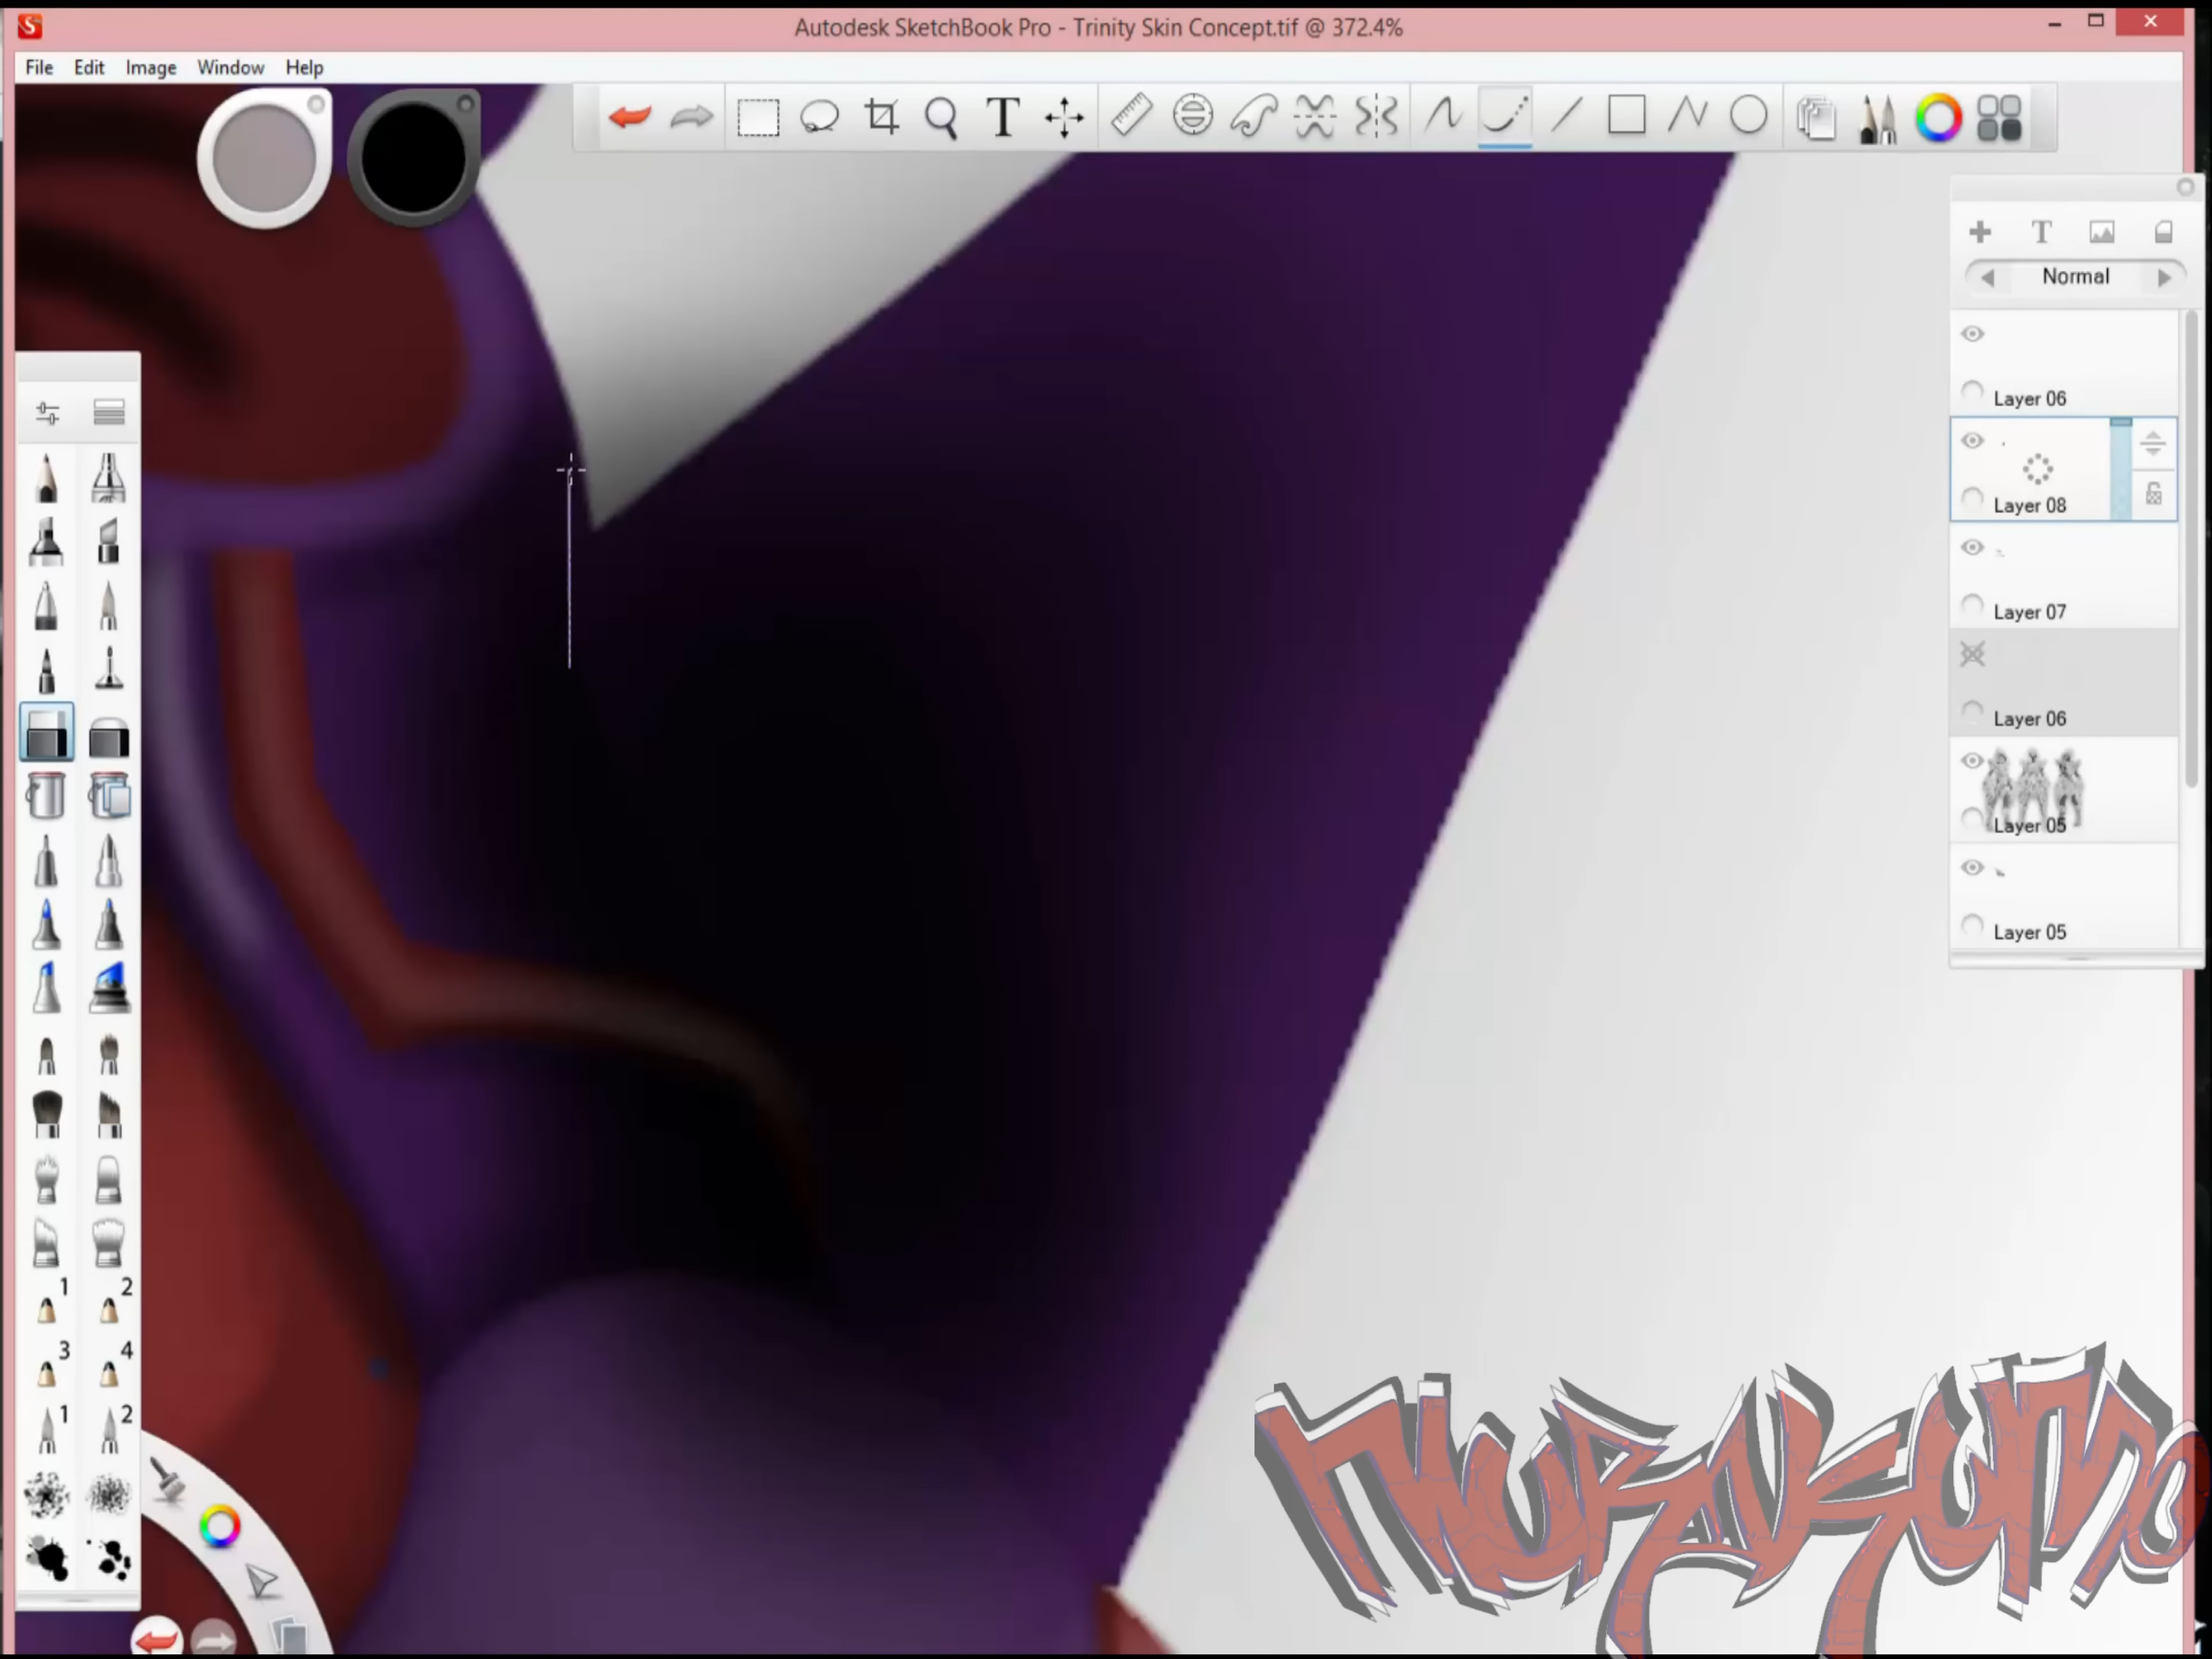 Autodesk SketchBook Pro - Trinity Skin Concept.tif @ 372.4%
File Edit Image Window Help
T
T
Normal
Layer 06
Layer 08
Layer 07
Layer 06
Layer 05
Layer 05
1 2
3 4
1 2